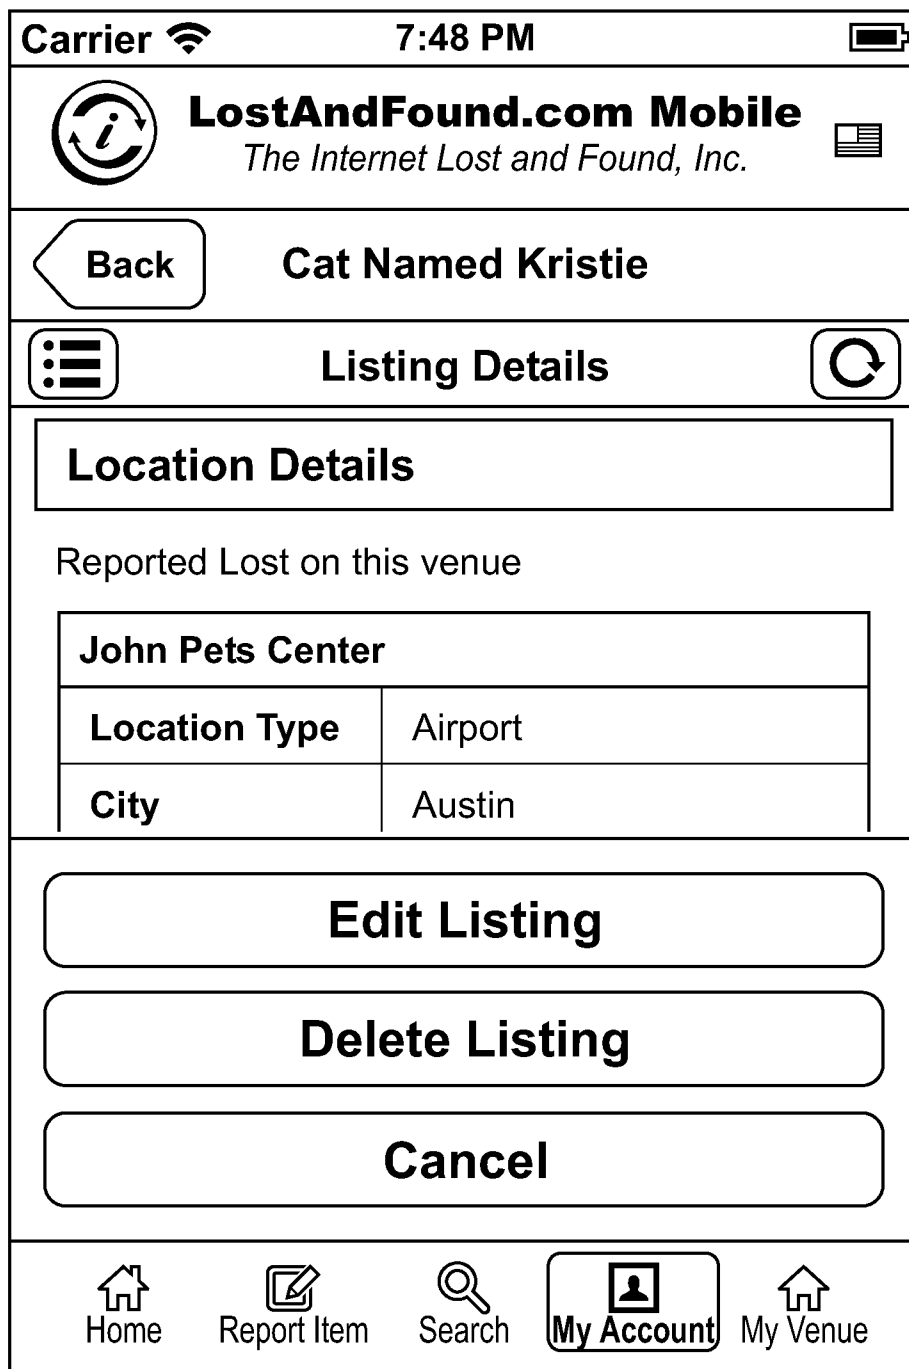 Carrier 7:48 PM
LostAndFound.com Mobile
The Internet Lost and Found, Inc.
Back Cat Named Kristie
Listing Details
Location Details
Reported Lost on this venue
John Pets Center
Location Type Airport
City Austin
Edit Listing
Delete Listing
Cancel
Home Report Item Search My Account My Venue